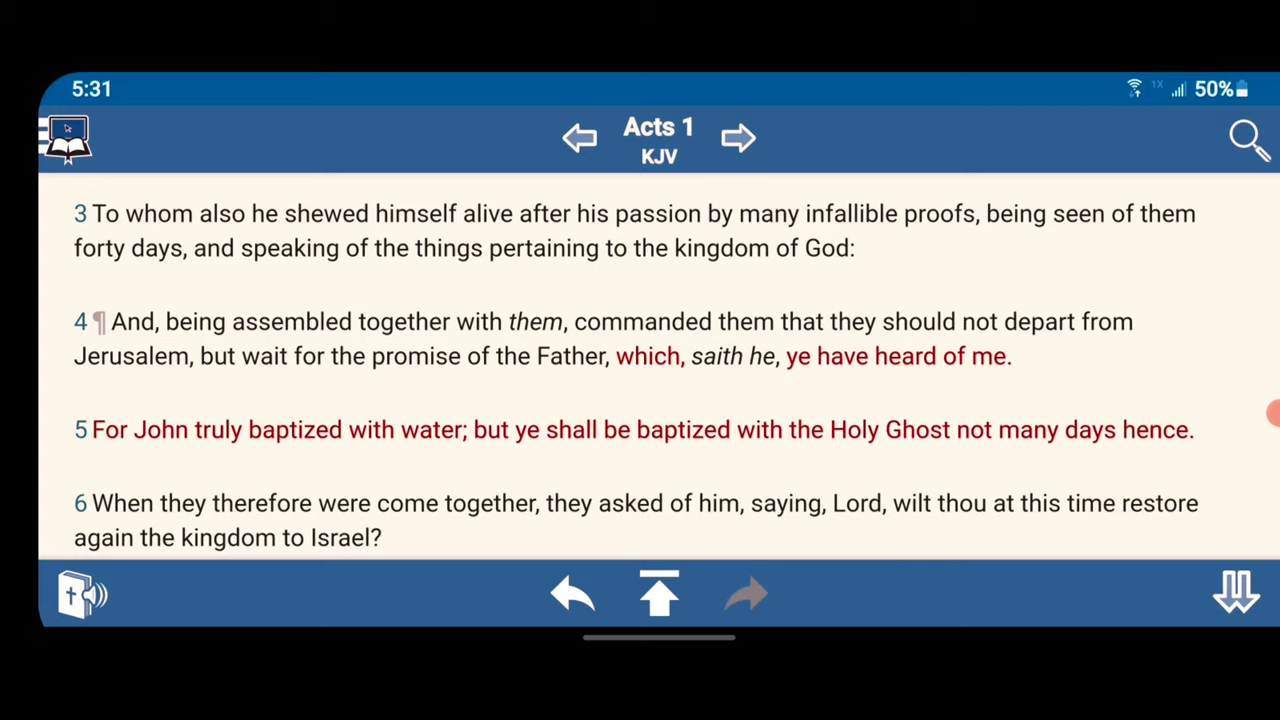 5:31
1X
50%
Acts 1
KJV
3 To whom also he shewed himself alive after his passion by many infallible proofs, being seen of them
forty days, and speaking of the things pertaining to the kingdom of God:
4 ¶ And, being assembled together with them, commanded them that they should not depart from
Jerusalem, but wait for the promise of the Father, which, saith he, ye have heard of me.
5 For John truly baptized with water; but ye shall be baptized with the Holy Ghost not many days hence.
6 When they therefore were come together, they asked of him, saying, Lord, wilt thou at this time restore
again the kingdom to Israel?